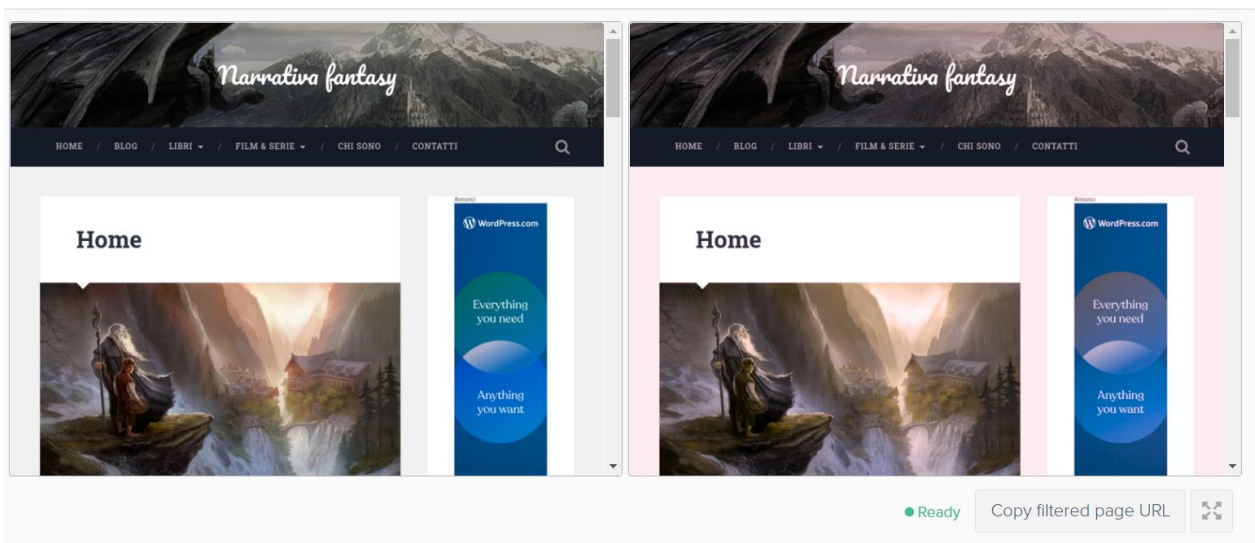 Narrativa fantasy
HOME / BLOG / LIBRI / FILM & SERIE / CHI SONO / CONTATTI
Home
Annunci
WordPress.com
Everything
you need
Anything
you want
Narrativa fantasy
HOME / BLOG / LIBRI / FILM & SERIE / CHI SONO / CONTATTI
Home
Annunci
WordPress.com
Everything
you need
Anything
you want
Ready
Copy filtered page URL